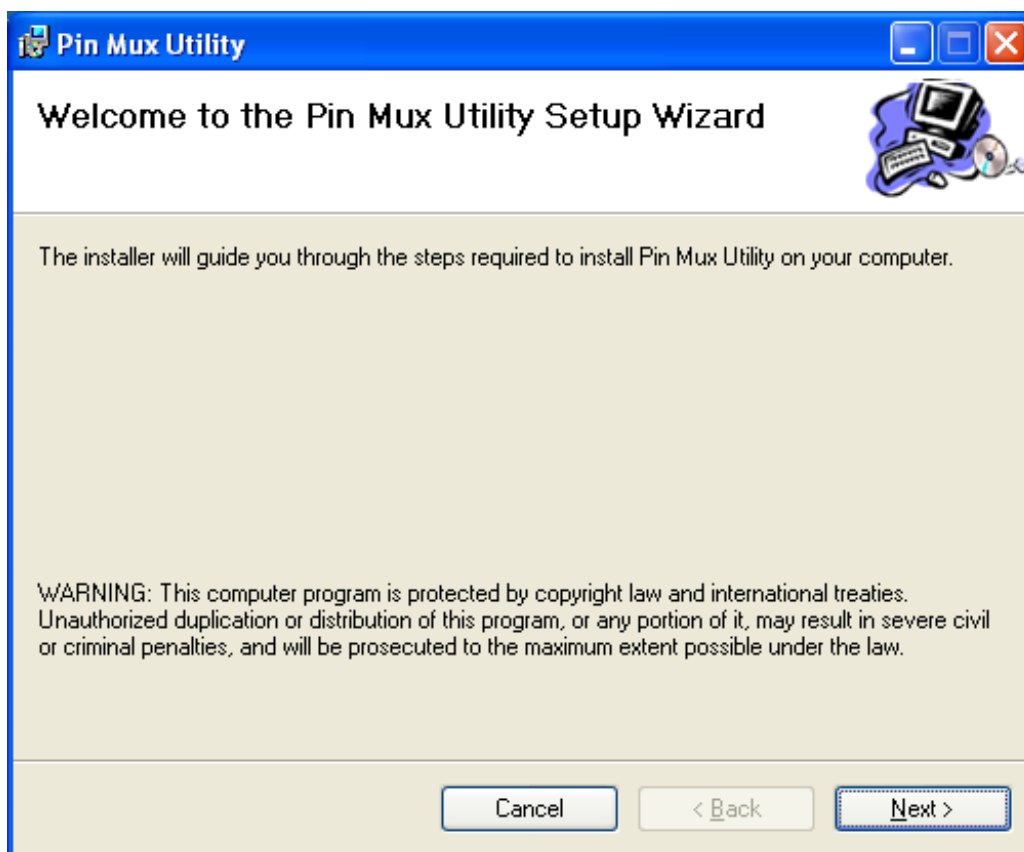 Pin Mux Utility
Welcome to the Pin Mux Utility Setup Wizard
The installer will guide you through the steps required to install Pin Mux Utility on your computer.
WARNING: This computer program is protected by copyright law and international treaties.
Unauthorized duplication or distribution of this program, or any portion of it, may result in severe civil
or criminal penalties, and will be prosecuted to the maximum extent possible under the law.
Cancel
< Back
Next >